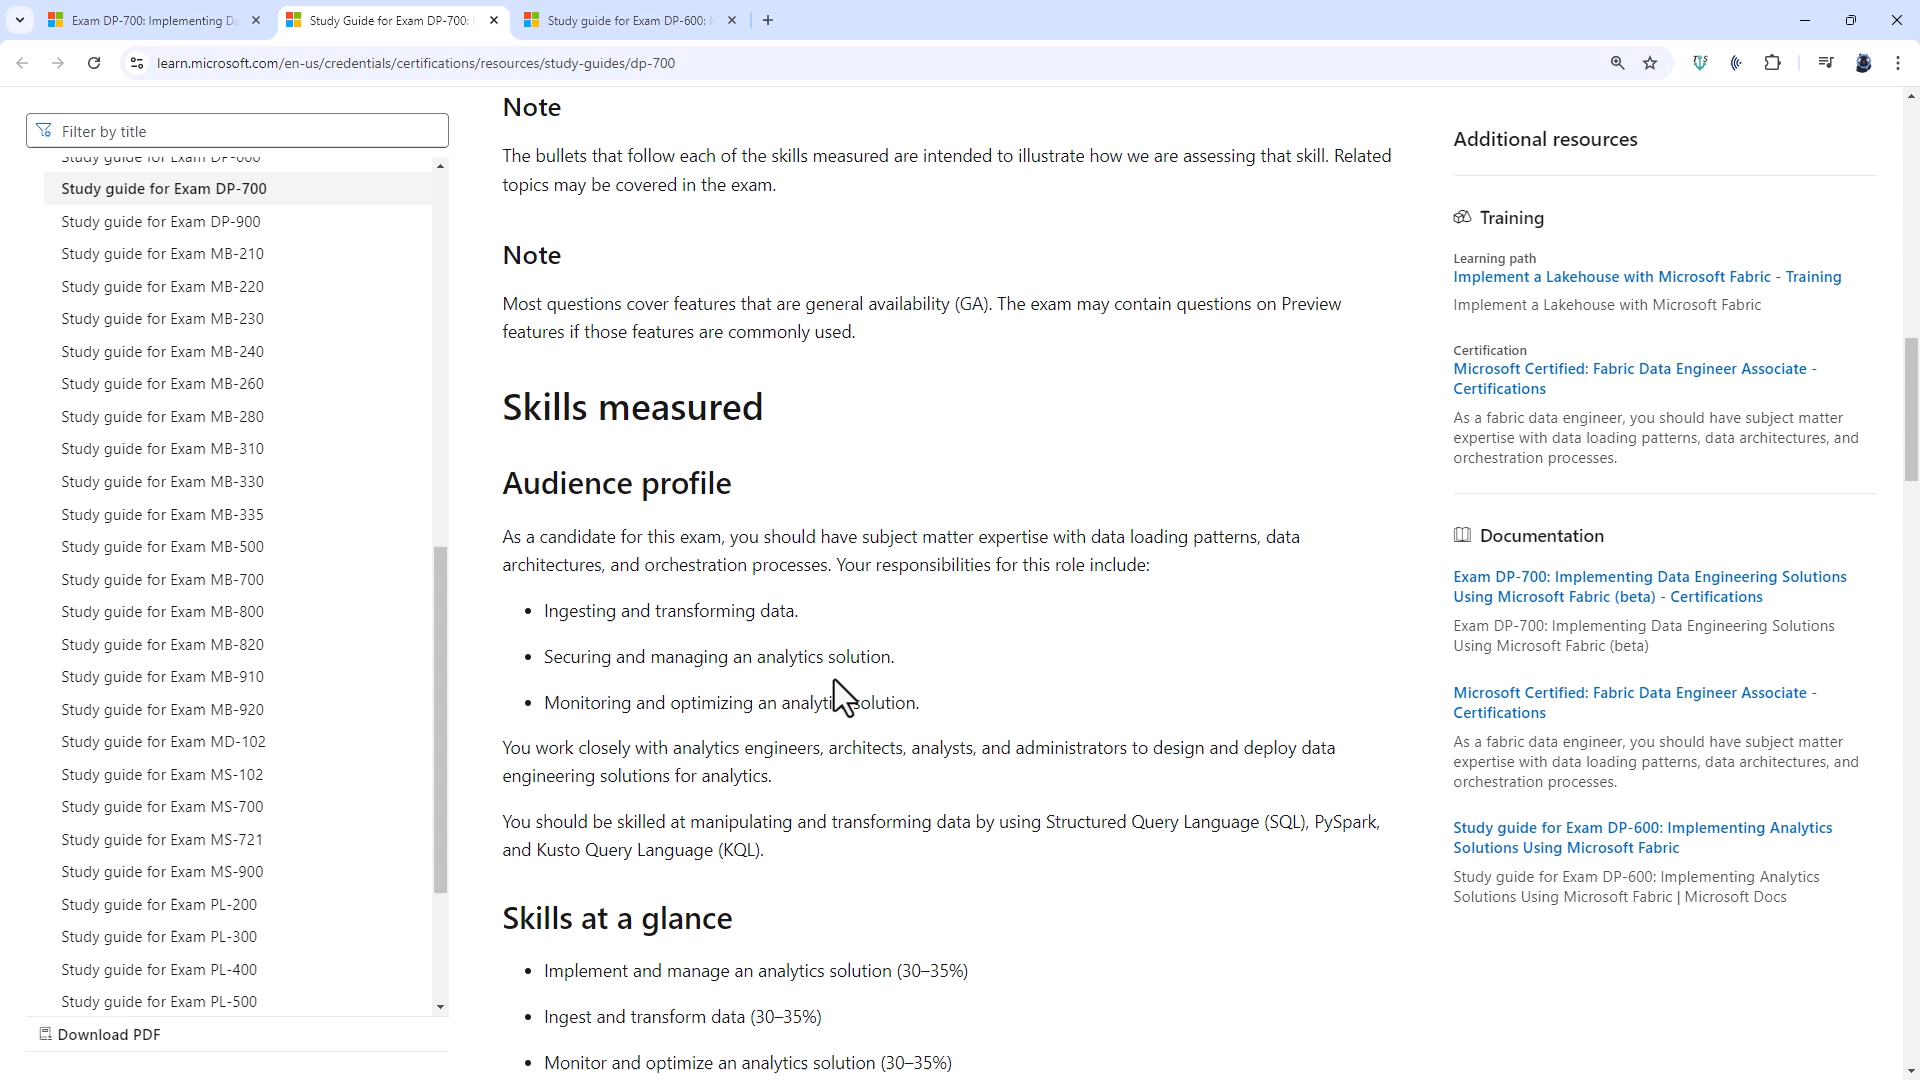 Exam DP-700: Implementing Da
Study Guide for Exam DP-700: I
Study guide for Exam DP-600: I
learn.microsoft.com/en-us/credentials/certifications/resources/study-guides/dp-700
Filter by title
Study guide for Exam DP-600
Study guide for Exam DP-700
Study guide for Exam DP-900
Study guide for Exam MB-210
Study guide for Exam MB-220
Study guide for Exam MB-230
Study guide for Exam MB-240
Study guide for Exam MB-260
Study guide for Exam MB-280
Study guide for Exam MB-310
Study guide for Exam MB-330
Study guide for Exam MB-335
Study guide for Exam MB-500
Study guide for Exam MB-700
Study guide for Exam MB-800
Study guide for Exam MB-820
Study guide for Exam MB-910
Study guide for Exam MB-920
Study guide for Exam MD-102
Study guide for Exam MS-102
Study guide for Exam MS-700
Study guide for Exam MS-721
Study guide for Exam MS-900
Study guide for Exam PL-200
Study guide for Exam PL-300
Study guide for Exam PL-400
Study guide for Exam PL-500
Download PDF
Note
The bullets that follow each of the skills measured are intended to illustrate how we are assessing that skill. Related
topics may be covered in the exam.
Note
Most questions cover features that are general availability (GA). The exam may contain questions on Preview
features if those features are commonly used.
Skills measured
Audience profile
As a candidate for this exam, you should have subject matter expertise with data loading patterns, data
architectures, and orchestration processes. Your responsibilities for this role include:
• Ingesting and transforming data.
• Securing and managing an analytics solution.
• Monitoring and optimizing an analytics solution.
You work closely with analytics engineers, architects, analysts, and administrators to design and deploy data
engineering solutions for analytics.
You should be skilled at manipulating and transforming data by using Structured Query Language (SQL), PySpark,
and Kusto Query Language (KQL).
Skills at a glance
• Implement and manage an analytics solution (30–35%)
• Ingest and transform data (30–35%)
• Monitor and optimize an analytics solution (30–35%)
Additional resources
Training
Learning path
Implement a Lakehouse with Microsoft Fabric - Training
Implement a Lakehouse with Microsoft Fabric
Certification
Microsoft Certified: Fabric Data Engineer Associate -
Certifications
As a fabric data engineer, you should have subject matter
expertise with data loading patterns, data architectures, and
orchestration processes.
Documentation
Exam DP-700: Implementing Data Engineering Solutions
Using Microsoft Fabric (beta) - Certifications
Exam DP-700: Implementing Data Engineering Solutions
Using Microsoft Fabric (beta)
Microsoft Certified: Fabric Data Engineer Associate -
Certifications
As a fabric data engineer, you should have subject matter
expertise with data loading patterns, data architectures, and
orchestration processes.
Study guide for Exam DP-600: Implementing Analytics
Solutions Using Microsoft Fabric
Study guide for Exam DP-600: Implementing Analytics
Solutions Using Microsoft Fabric | Microsoft Docs